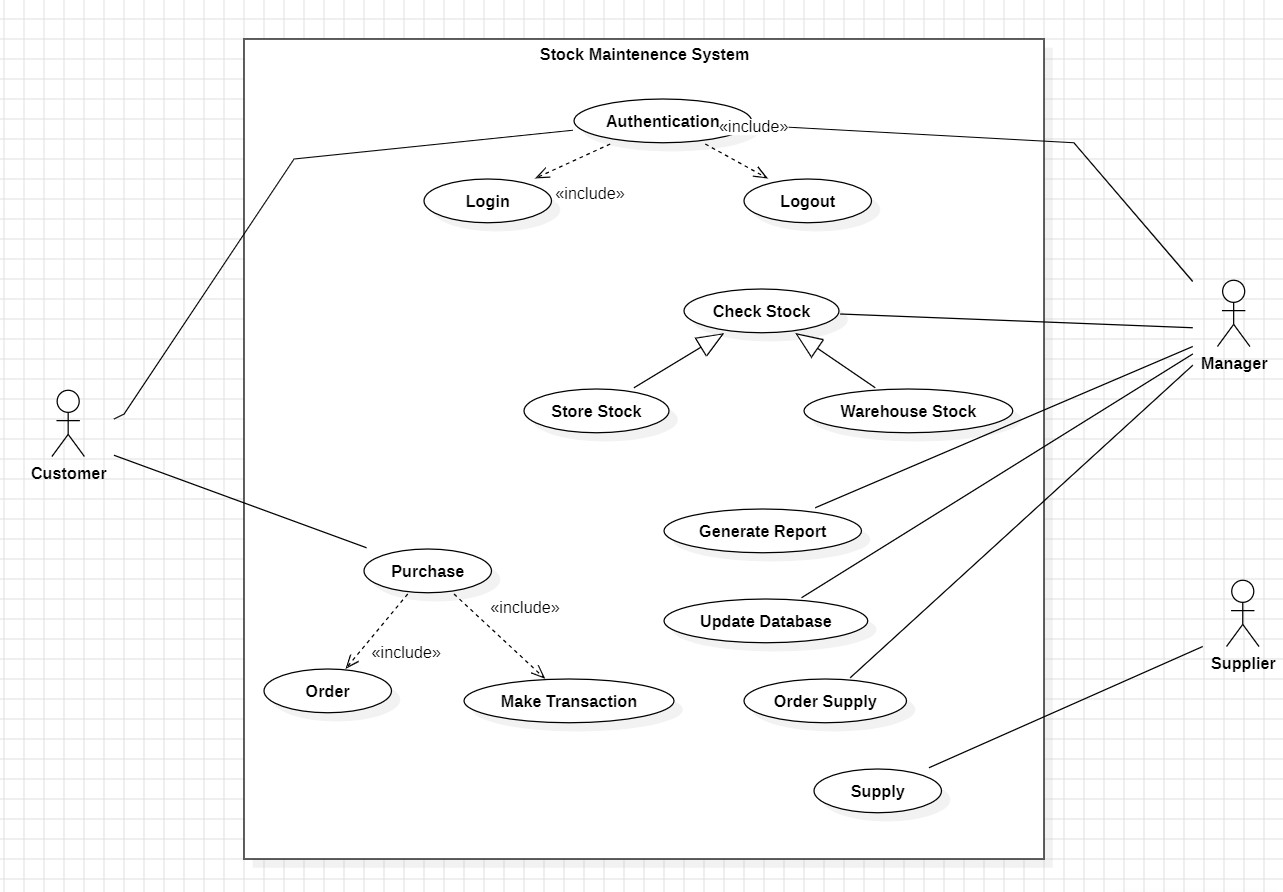 Stock Maintenence System
Authentication
«include»
Login
«include»
Logout
Check Stock
Manager
Store Stock
Warehouse Stock
Customer
Generate Report
Purchase
«include»
Update Database
«include»
Supplier
Order
Make Transaction
Order Supply
Supply